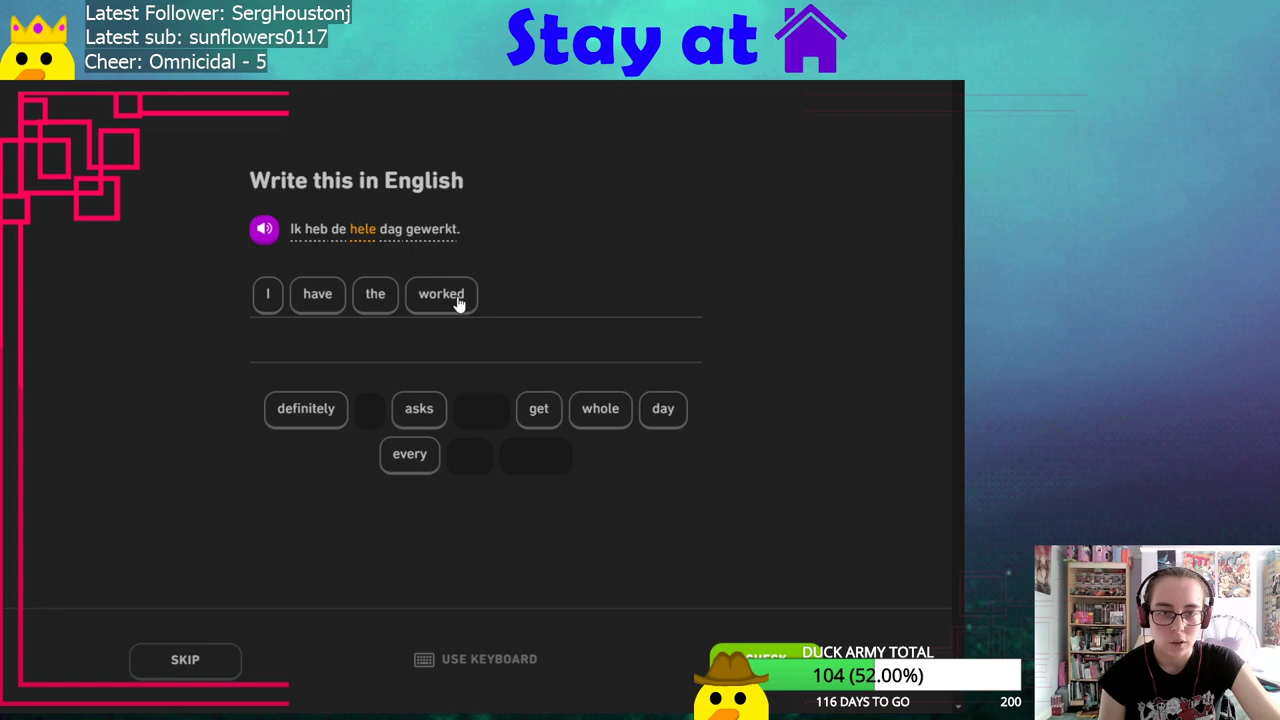 Latest Follower: SergHoustonj
Latest sub: sunflowers0117
Cheer: Omnicidal - 5
Stay at
Write this in English
Ik heb de hele dag gewerkt.
I have the worked
definitely asks get whole day
every
SKIP
USE KEYBOARD
CHECK
DUCK ARMY TOTAL
104 (52.00%)
116 DAYS TO GO
200